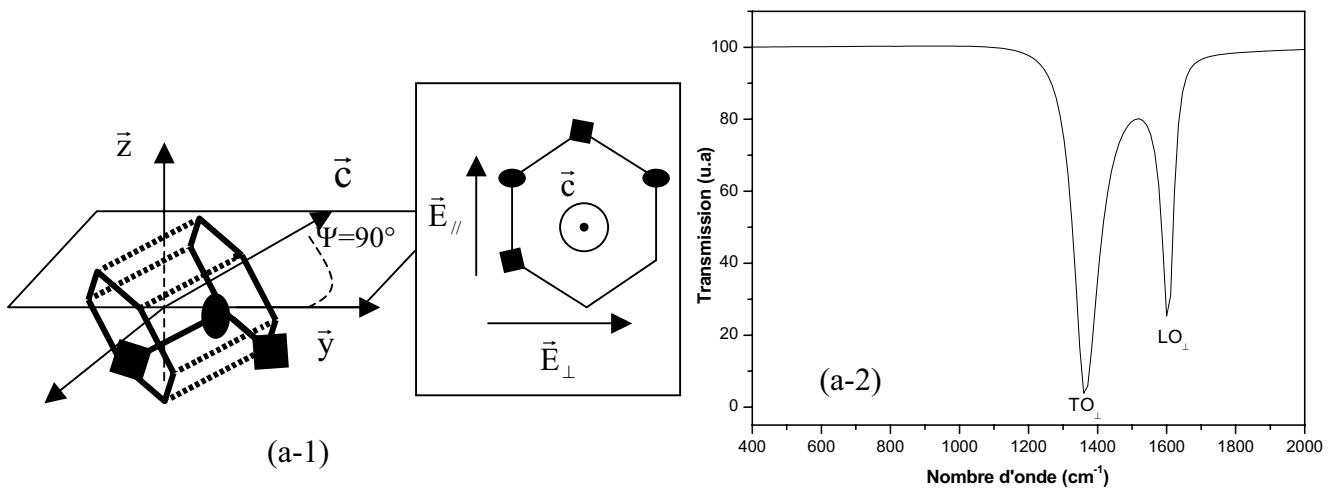 z⃗
c⃗
Ψ=90°
y⃗
(a-1)
E⃗//
c⃗
E⃗⊥
Transmission (u.a)
100
80
60
40
20
0
(a-2)
TO⊥
LO⊥
400 600 800 1000 1200 1400 1600 1800 2000
Nombre d'onde (cm⁻¹)